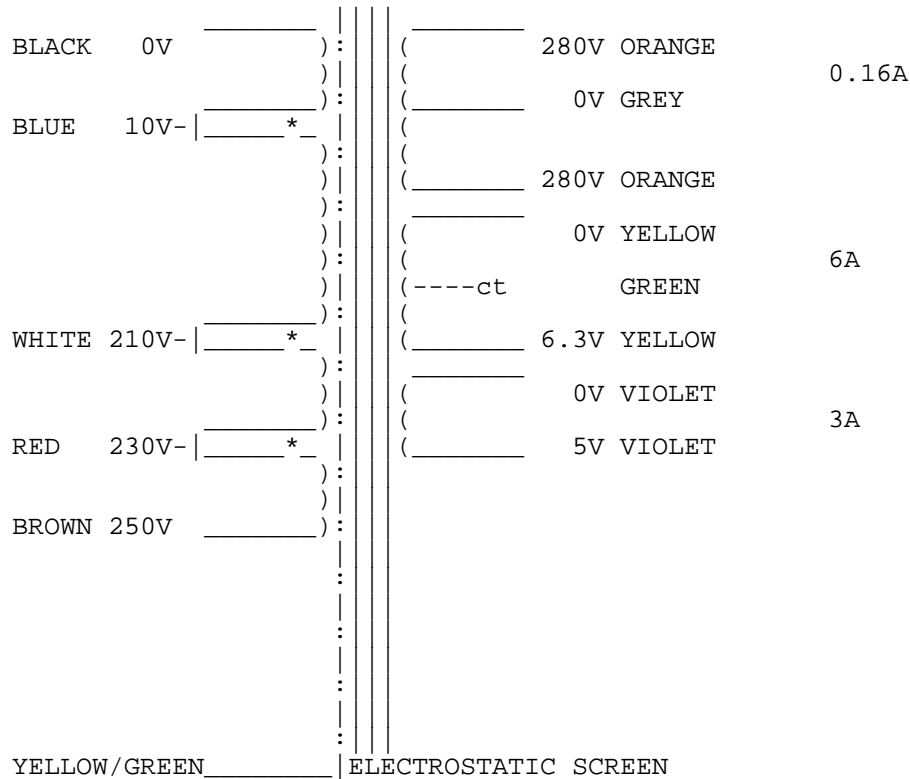 BLACK 0V 280V ORANGE
0.16A
0V GREY
BLUE 10V
280V ORANGE
0V YELLOW
6A
ct GREEN
WHITE 210V 6.3V YELLOW
0V VIOLET
3A
RED 230V 5V VIOLET
BROWN 250V
YELLOW/GREEN ELECTROSTATIC SCREEN